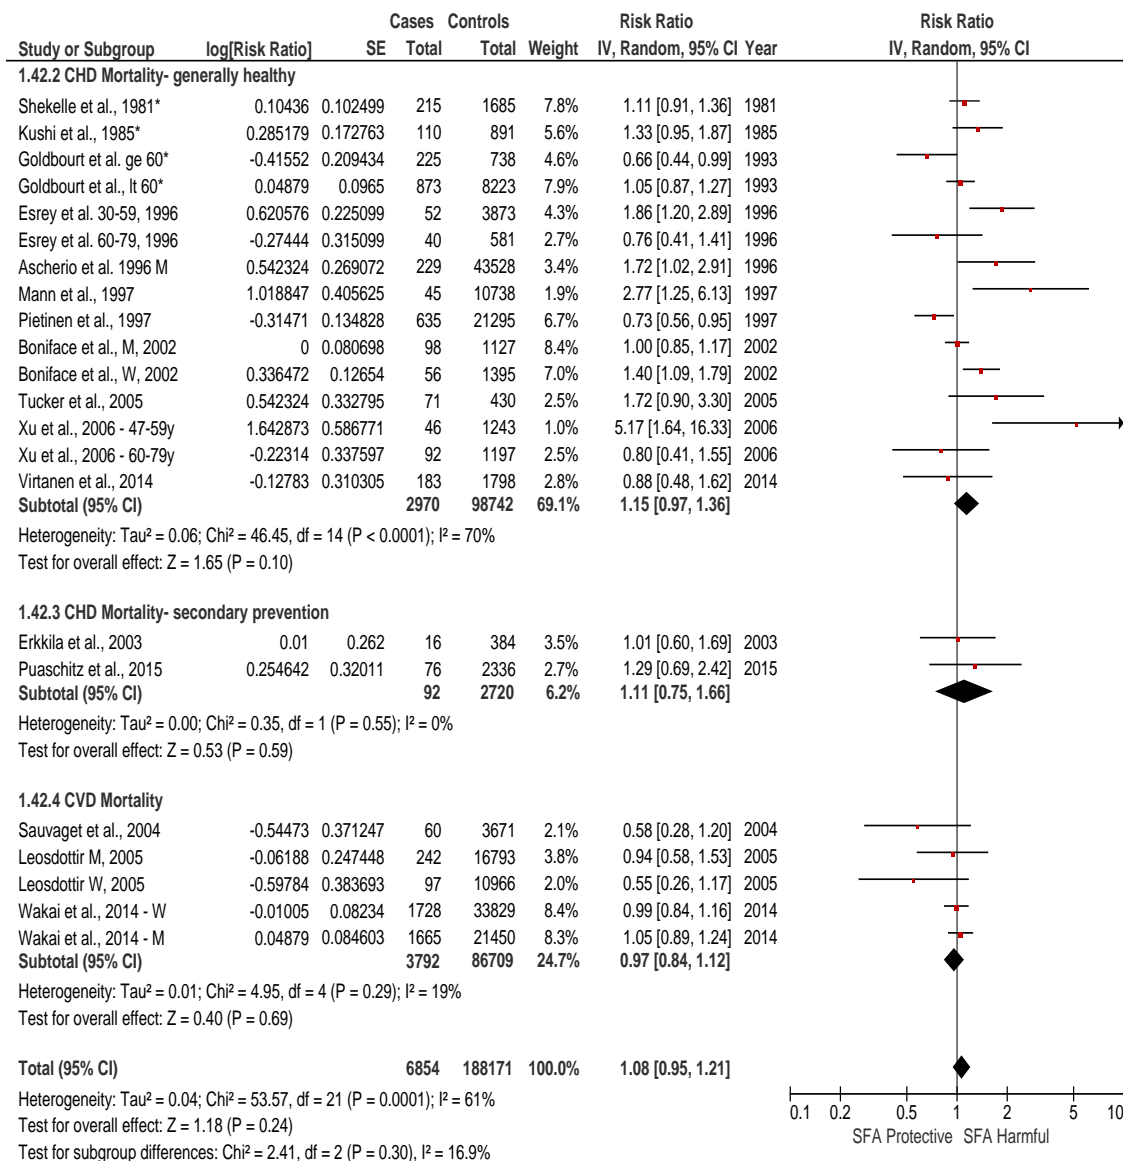 Cases Controls Risk Ratio Risk Ratio
Study or Subgroup log[Risk Ratio] SE Total Total Weight IV, Random, 95% CI Year IV, Random, 95% CI
1.42.2 CHD Mortality- generally healthy
Shekelle et al., 1981* 0.10436 0.102499 215 1685 7.8% 1.11 [0.91, 1.36] 1981
Kushi et al., 1985* 0.285179 0.172763 110 891 5.6% 1.33 [0.95, 1.87] 1985
Goldbourt et al. ge 60* -0.41552 0.209434 225 738 4.6% 0.66 [0.44, 0.99] 1993
Goldbourt et al., lt 60* 0.04879 0.0965 873 8223 7.9% 1.05 [0.87, 1.27] 1993
Esrey et al. 30-59, 1996 0.620576 0.225099 52 3873 4.3% 1.86 [1.20, 2.89] 1996
Esrey et al. 60-79, 1996 -0.27444 0.315099 40 581 2.7% 0.76 [0.41, 1.41] 1996
Ascherio et al. 1996 M 0.542324 0.269072 229 43528 3.4% 1.72 [1.02, 2.91] 1996
Mann et al., 1997 1.018847 0.405625 45 10738 1.9% 2.77 [1.25, 6.13] 1997
Pietinen et al., 1997 -0.31471 0.134828 635 21295 6.7% 0.73 [0.56, 0.95] 1997
Boniface et al., M, 2002 0 0.080698 98 1127 8.4% 1.00 [0.85, 1.17] 2002
Boniface et al., W, 2002 0.336472 0.12654 56 1395 7.0% 1.40 [1.09, 1.79] 2002
Tucker et al., 2005 0.542324 0.332795 71 430 2.5% 1.72 [0.90, 3.30] 2005
Xu et al., 2006 - 47-59y 1.642873 0.586771 46 1243 1.0% 5.17 [1.64, 16.33] 2006
Xu et al., 2006 - 60-79y -0.22314 0.337597 92 1197 2.4% 0.80 [0.41, 1.55] 2006
Virtanen et al., 2014 -0.12783 0.310305 183 1798 2.8% 0.88 [0.48, 1.62] 2014
Subtotal (95% CI) 2970 98742 69.1% 1.15 [0.97, 1.36]
Heterogeneity: Tau² = 0.06; Chi² = 46.45, df = 14 (P < 0.0001); I² = 70%
Test for overall effect: Z = 1.65 (P = 0.10)
1.42.3 CHD Mortality- secondary prevention
Erkkila et al., 2003 0.01 0.262 16 384 3.5% 1.01 [0.60, 1.69] 2003
Puaschitz et al., 2015 0.254642 0.32011 76 2336 2.7% 1.29 [0.69, 2.42] 2015
Subtotal (95% CI) 92 2720 6.2% 1.11 [0.75, 1.66]
Heterogeneity: Tau² = 0.00; Chi² = 0.35, df = 1 (P = 0.55); I² = 0%
Test for overall effect: Z = 0.53 (P = 0.59)
1.42.4 CVD Mortality
Sauvaget et al., 2004 -0.54473 0.371247 60 3671 2.1% 0.58 [0.28, 1.20] 2004
Leosdottir M, 2005 -0.06188 0.247448 242 16793 3.8% 0.94 [0.58, 1.53] 2005
Leosdottir W, 2005 -0.59784 0.383693 97 10966 2.0% 0.55 [0.26, 1.17] 2005
Wakai et al., 2014 - W -0.01005 0.08234 1728 33829 8.4% 0.99 [0.84, 1.16] 2014
Wakai et al., 2014 - M 0.04879 0.084603 1665 21450 8.3% 1.05 [0.89, 1.24] 2014
Subtotal (95% CI) 3792 86709 24.7% 0.97 [0.84, 1.12]
Heterogeneity: Tau² = 0.01; Chi² = 4.95, df = 4 (P = 0.29); I² = 19%
Test for overall effect: Z = 0.40 (P = 0.69)
Total (95% CI) 6854 188171 100.0% 1.08 [0.95, 1.21]
Heterogeneity: Tau² = 0.04; Chi² = 53.57, df = 21 (P = 0.0001); I² = 61%
Test for overall effect: Z = 1.18 (P = 0.24)
Test for subgroup differences: Chi² = 2.41, df = 2 (P = 0.30), I² = 16.9%
0.1 0.2 0.5 1 2 5 10
SFA Protective SFA Harmful